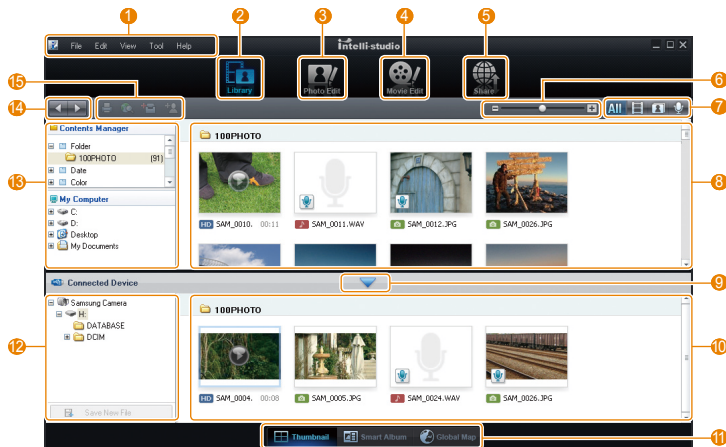 1
2
3
4
5
File Edit View Tool Help
intelli-studio
Library
Photo Edit
Movie Edit
Share
15
6
14
All
7
Contents Manager
Folder
100PHOTO (91)
Date
Color
13
My Computer
C:
D:
Desktop
My Documents
100PHOTO
HD SAM_0010. 00:11
SAM_0011.WAV
SAM_0012.JPG
SAM_0026.JPG
8
Connected Device
9
Samsung Camera
H:
DATABASE
DCIM
12
Save New File
100PHOTO
HD SAM_0004. 00:08
SAM_0005.JPG
SAM_0024.WAV
SAM_0026.JPG
10
Thumbnail
Smart Album
Global Map
11